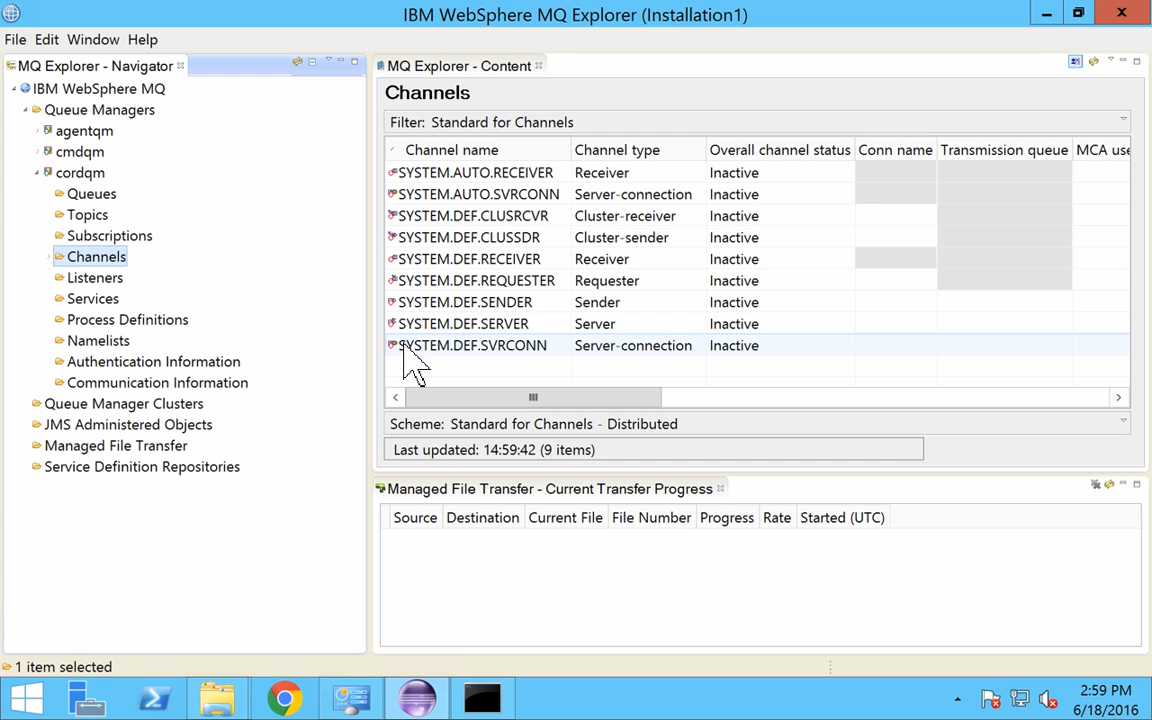 IBM WebSphere MQ Explorer (Installation1)
File Edit Window Help
MQ Explorer - Navigator
IBM WebSphere MQ
Queue Managers
agentqm
cmdqm
cordqm
Queues
Topics
Subscriptions
Channels
Listeners
Services
Process Definitions
Namelists
Authentication Information
Communication Information
Queue Manager Clusters
JMS Administered Objects
Managed File Transfer
Service Definition Repositories
MQ Explorer - Content
Channels
Filter: Standard for Channels
Channel name Channel type Overall channel status Conn name Transmission queue MCA use
SYSTEM.AUTO.RECEIVER Receiver Inactive
SYSTEM.AUTO.SVRCONN Server-connection Inactive
SYSTEM.DEF.CLUSRCVR Cluster-receiver Inactive
SYSTEM.DEF.CLUSSDR Cluster-sender Inactive
SYSTEM.DEF.RECEIVER Receiver Inactive
SYSTEM.DEF.REQUESTER Requester Inactive
SYSTEM.DEF.SENDER Sender Inactive
SYSTEM.DEF.SERVER Server Inactive
SYSTEM.DEF.SVRCONN Server-connection Inactive
Scheme: Standard for Channels - Distributed
Last updated: 14:59:42 (9 items)
Managed File Transfer - Current Transfer Progress
Source Destination Current File File Number Progress Rate Started (UTC)
1 item selected
2:59 PM
6/18/2016